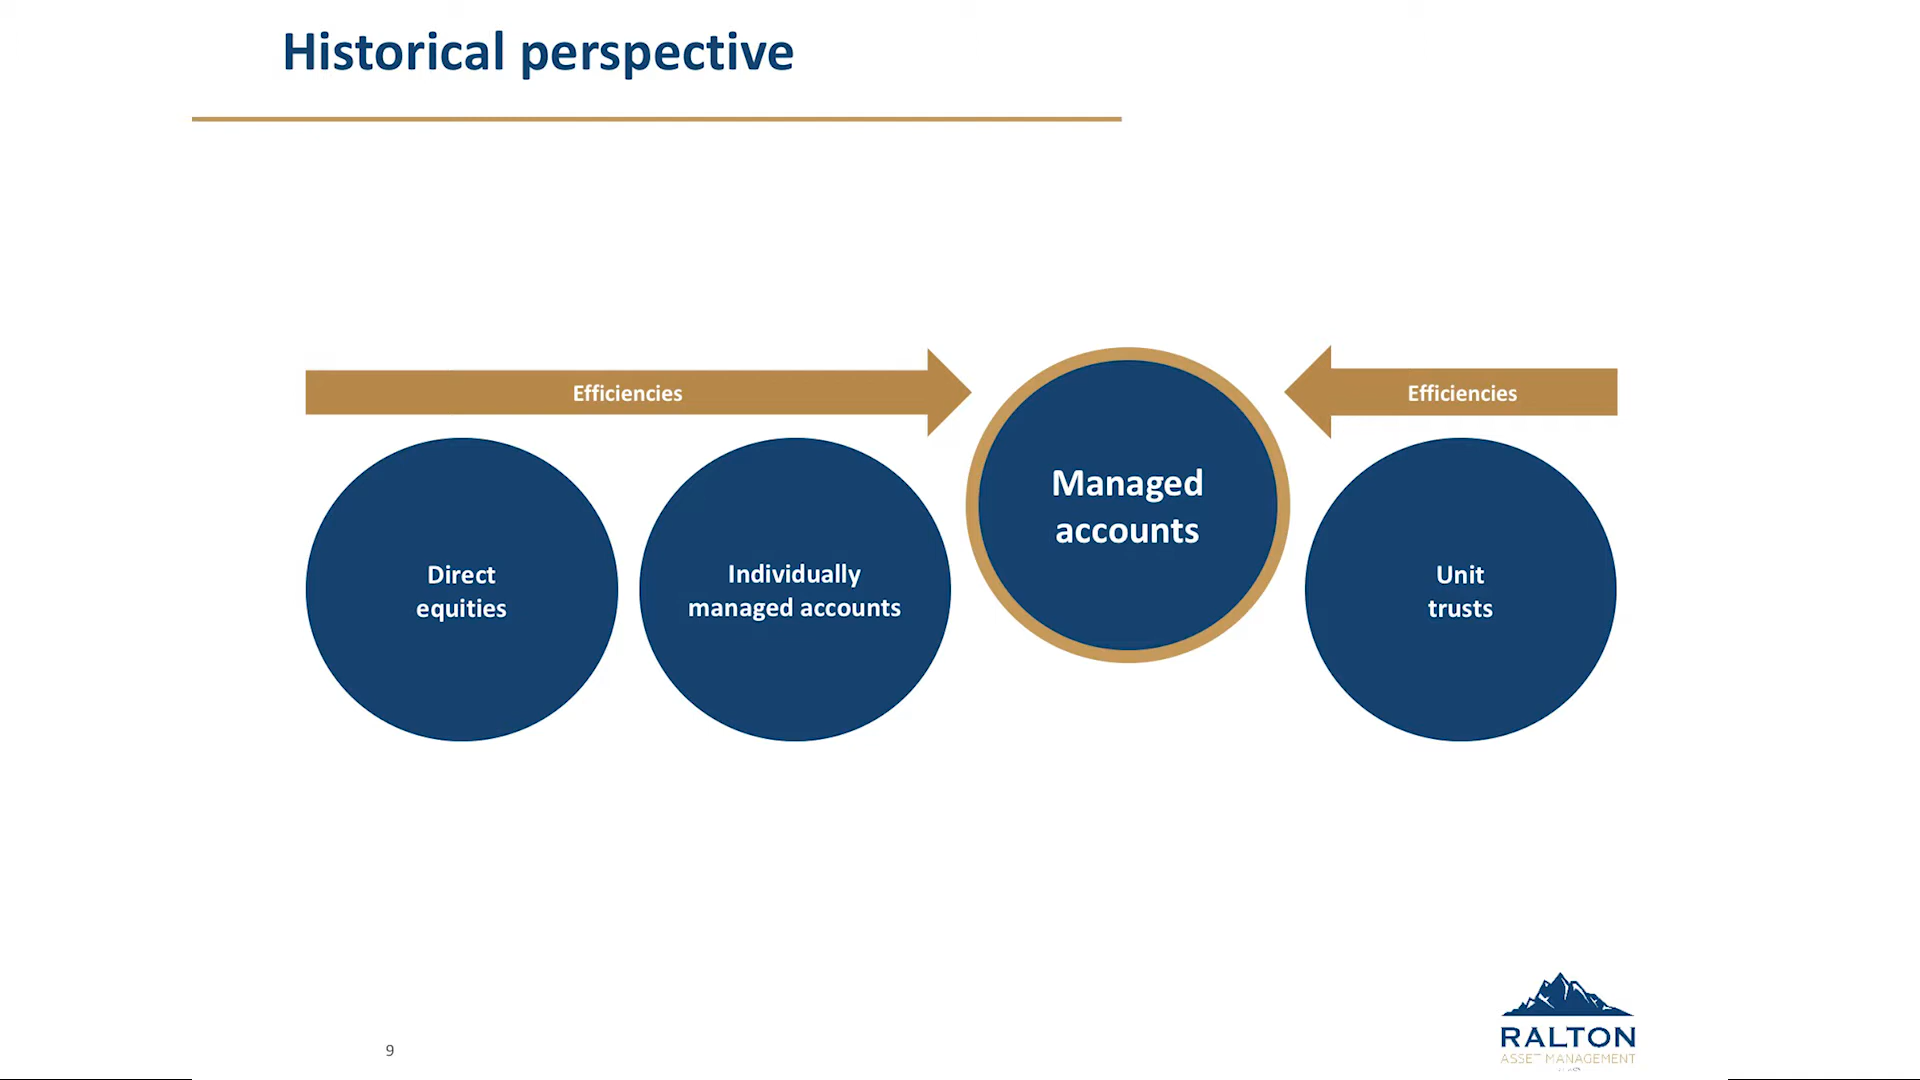 Historical perspective
Efficiencies
Efficiencies
Managed
accounts
Direct
equities
Individually
managed accounts
Unit
trusts
9
RALTON
ASSET MANAGEMENT